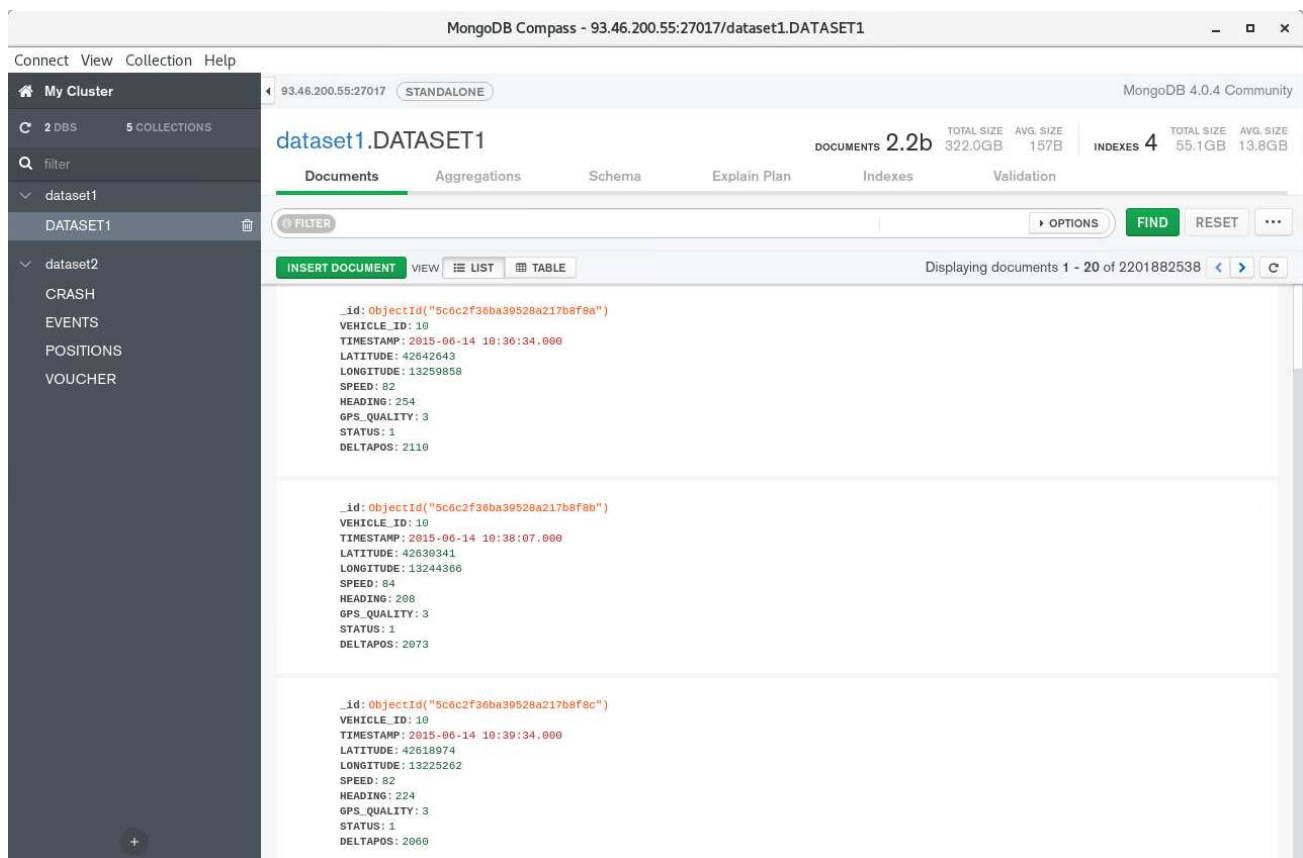 MongoDB Compass - 93.46.200.55:27017/dataset1.DATASET1
Connect View Collection Help
My Cluster
93.46.200.55:27017 STANDALONE
MongoDB 4.0.4 Community
2 DBS 5 COLLECTIONS
filter
dataset1
DATASET1
dataset2
CRASH
EVENTS
POSITIONS
VOUCHER
dataset1.DATASET1
DOCUMENTS 2.2b TOTAL SIZE 322.0GB AVG. SIZE 157B INDEXES 4 TOTAL SIZE 55.1GB AVG. SIZE 13.8GB
Documents Aggregations Schema Explain Plan Indexes Validation
FILTER OPTIONS FIND RESET ...
INSERT DOCUMENT VIEW LIST TABLE Displaying documents 1 - 20 of 2201882538
_id: ObjectId("5c6c2f36ba39528a217b8f8a")
VEHICLE_ID: 10
TIMESTAMP: 2015-06-14 10:36:34.000
LATITUDE: 42642643
LONGITUDE: 13259858
SPEED: 82
HEADING: 254
GPS_QUALITY: 3
STATUS: 1
DELTAPOS: 2110
_id: ObjectId("5c6c2f36ba39528a217b8f8b")
VEHICLE_ID: 10
TIMESTAMP: 2015-06-14 10:38:07.000
LATITUDE: 42630341
LONGITUDE: 13244366
SPEED: 84
HEADING: 208
GPS_QUALITY: 3
STATUS: 1
DELTAPOS: 2073
_id: ObjectId("5c6c2f36ba39528a217b8f8c")
VEHICLE_ID: 10
TIMESTAMP: 2015-06-14 10:39:34.000
LATITUDE: 42618974
LONGITUDE: 13225262
SPEED: 82
HEADING: 224
GPS_QUALITY: 3
STATUS: 1
DELTAPOS: 2060